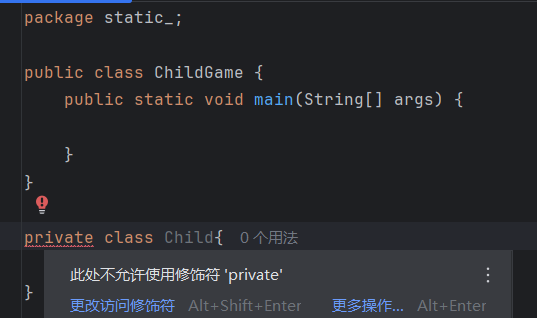 package static_;
public class ChildGame {
public static void main(String[] args) {
}
}
private class Child{ 0 个用法
此处不允许使用修饰符 'private'
更改访问修饰符 Alt+Shift+Enter 更多操作... Alt+Enter
}